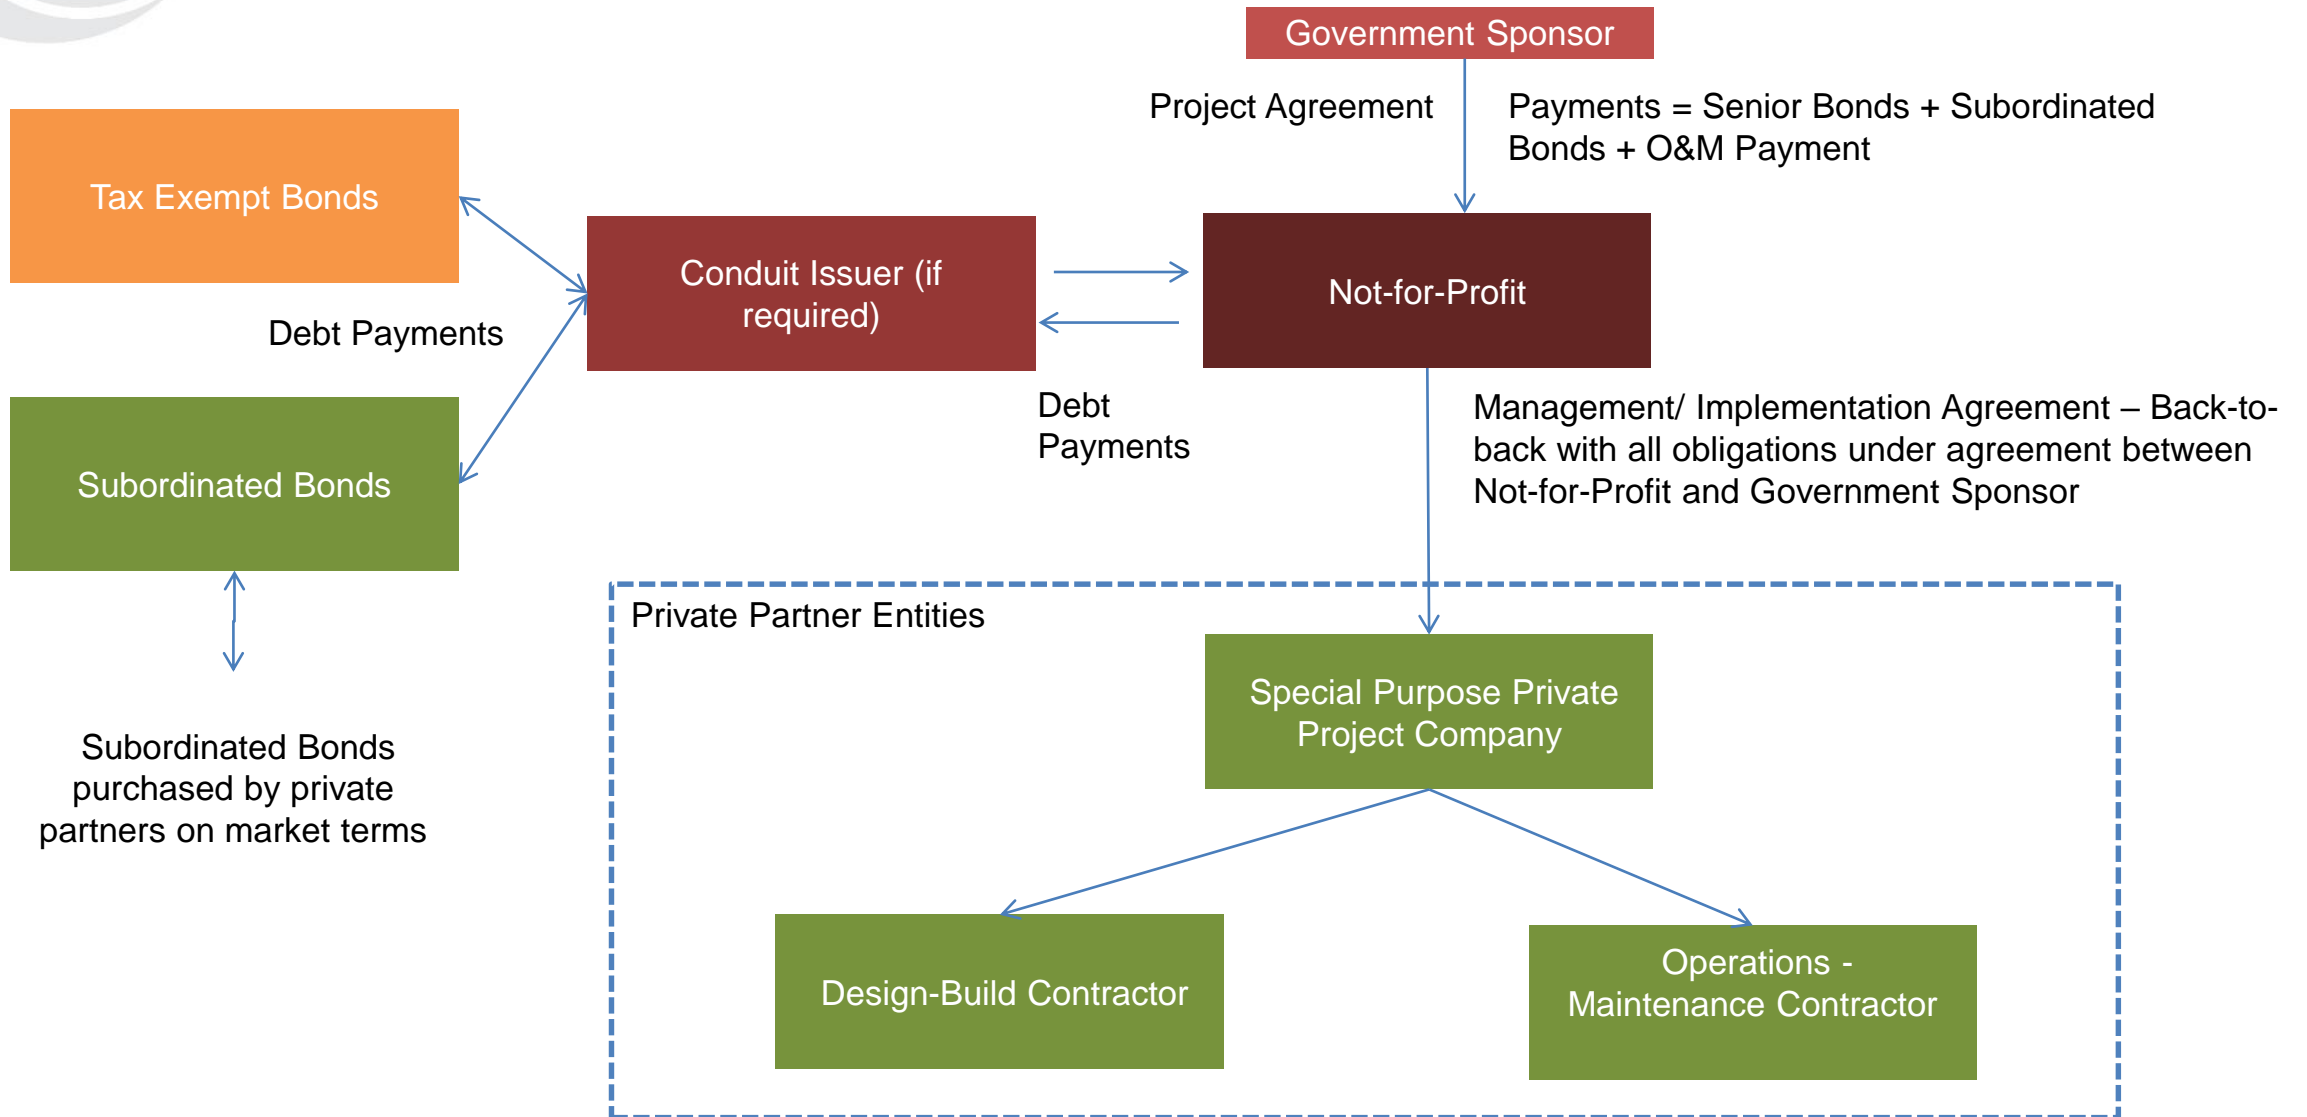 Government Sponsor
Project Agreement
Payments = Senior Bonds + Subordinated
Bonds + O&M Payment
Tax Exempt Bonds
Conduit Issuer (if
required)
Not-for-Profit
Debt Payments
Debt
Payments
Management/ Implementation Agreement – Back-to-
back with all obligations under agreement between
Not-for-Profit and Government Sponsor
Subordinated Bonds
Private Partner Entities
Special Purpose Private
Project Company
Subordinated Bonds
purchased by private
partners on market terms
Design-Build Contractor
Operations -
Maintenance Contractor